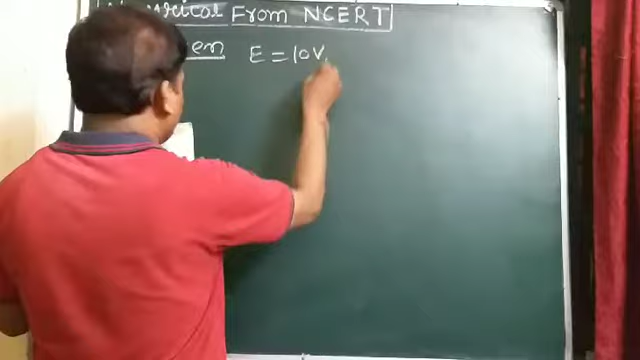 From NCERT
E = 10V,